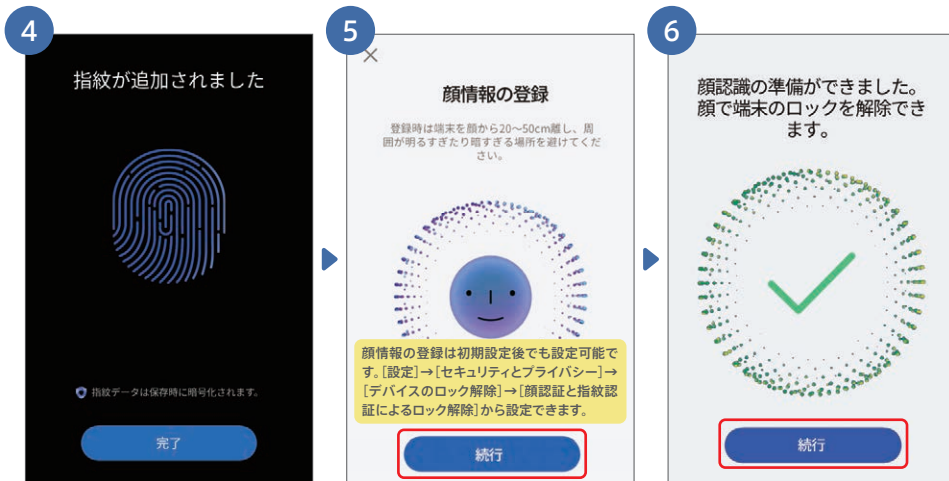 4
指紋が追加されました
指紋データは保存時に暗号化されます。
完了
5
顔情報の登録
登録時は端末を顔から20〜50cm離し、周
囲が明るすぎたり暗すぎる場所を避けてくだ
さい。
顔情報の登録は初期設定後でも設定可能で
す。[設定]→[セキュリティとプライバシー]→
[デバイスのロック解除]→[顔認証と指紋認
証によるロック解除]から設定できます。
続行
6
顔認識の準備ができました。
顔で端末のロックを解除でき
ます。
続行